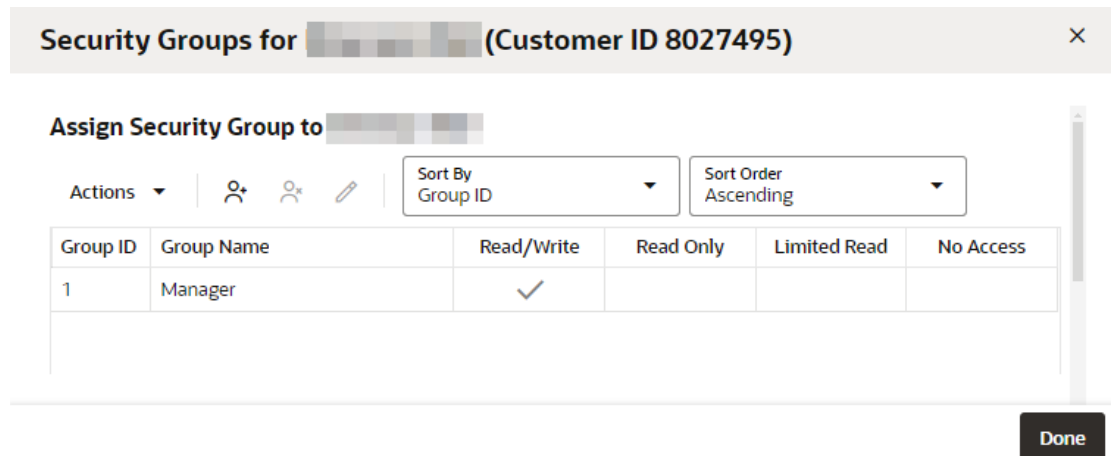 Security Groups for (Customer ID 8027495)
Assign Security Group to
Actions
Sort By
Group ID
Sort Order
Ascending
Group ID Group Name Read/Write Read Only Limited Read No Access
1 Manager
Done